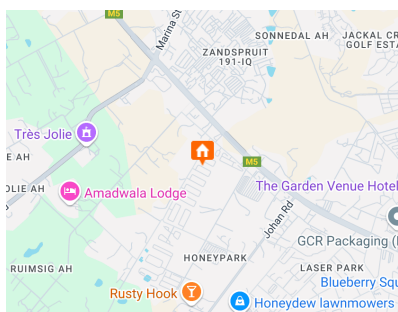 M5
Marina St
SONNEDAL AH
JACKAL CR
GOLF ESTA
ZANDSPRUIT
191-IQ
Très Jolie
E AH
M5
OLIE AH
Amadwala Lodge
The Garden Venue Hotel
Johan Rd
GCR Packaging (
HONEYPARK
RUIMSIG AH
LASER PARK
Blueberry Squ
Rusty Hook
Honeydew lawnmowers